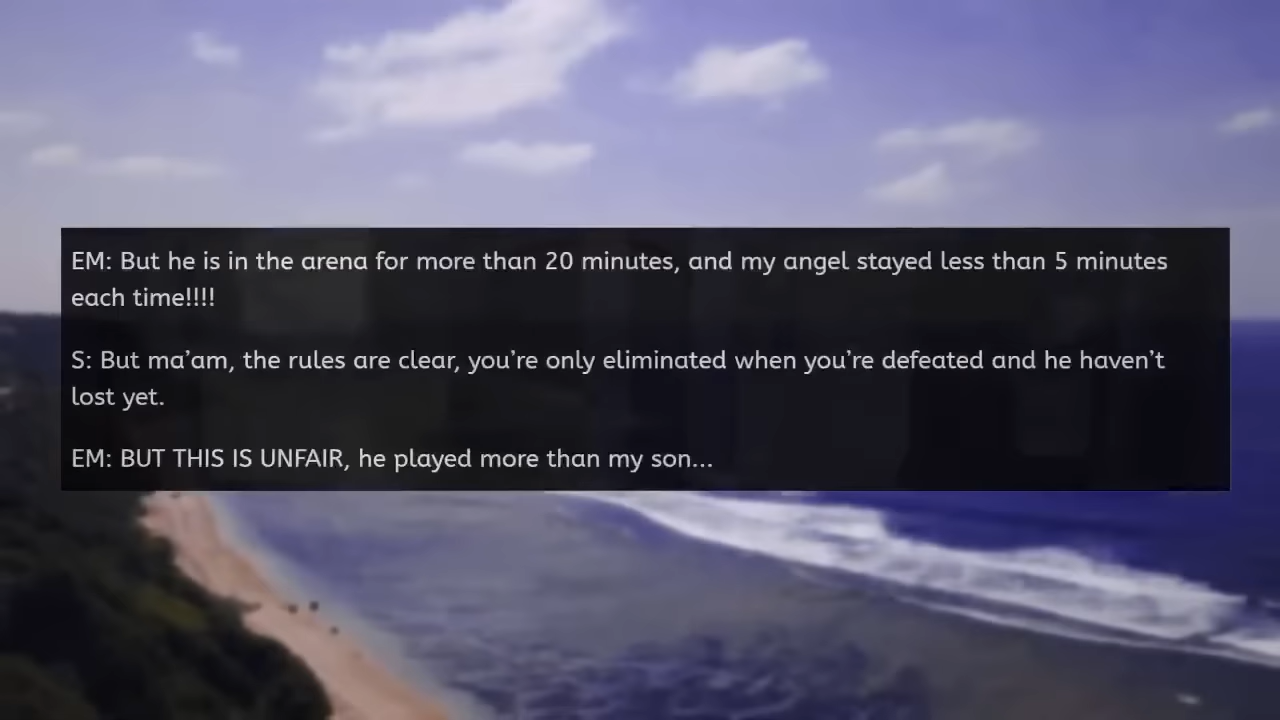 EM: But he is in the arena for more than 20 minutes, and my angel stayed less than 5 minutes
each time!!!!
S: But ma’am, the rules are clear, you’re only eliminated when you’re defeated and he haven’t
lost yet.
EM: BUT THIS IS UNFAIR, he played more than my son...